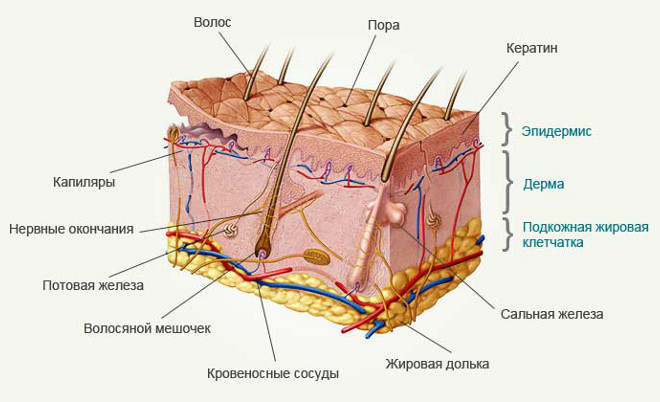 Волос
Пора
Кератин
Эпидермис
Капиляры
Дерма
Нервные окончания
Подкожная жировая
клетчатка
Потовая железа
Сальная железа
Волосяной мешочек
Жировая долька
Кровеносные сосуды